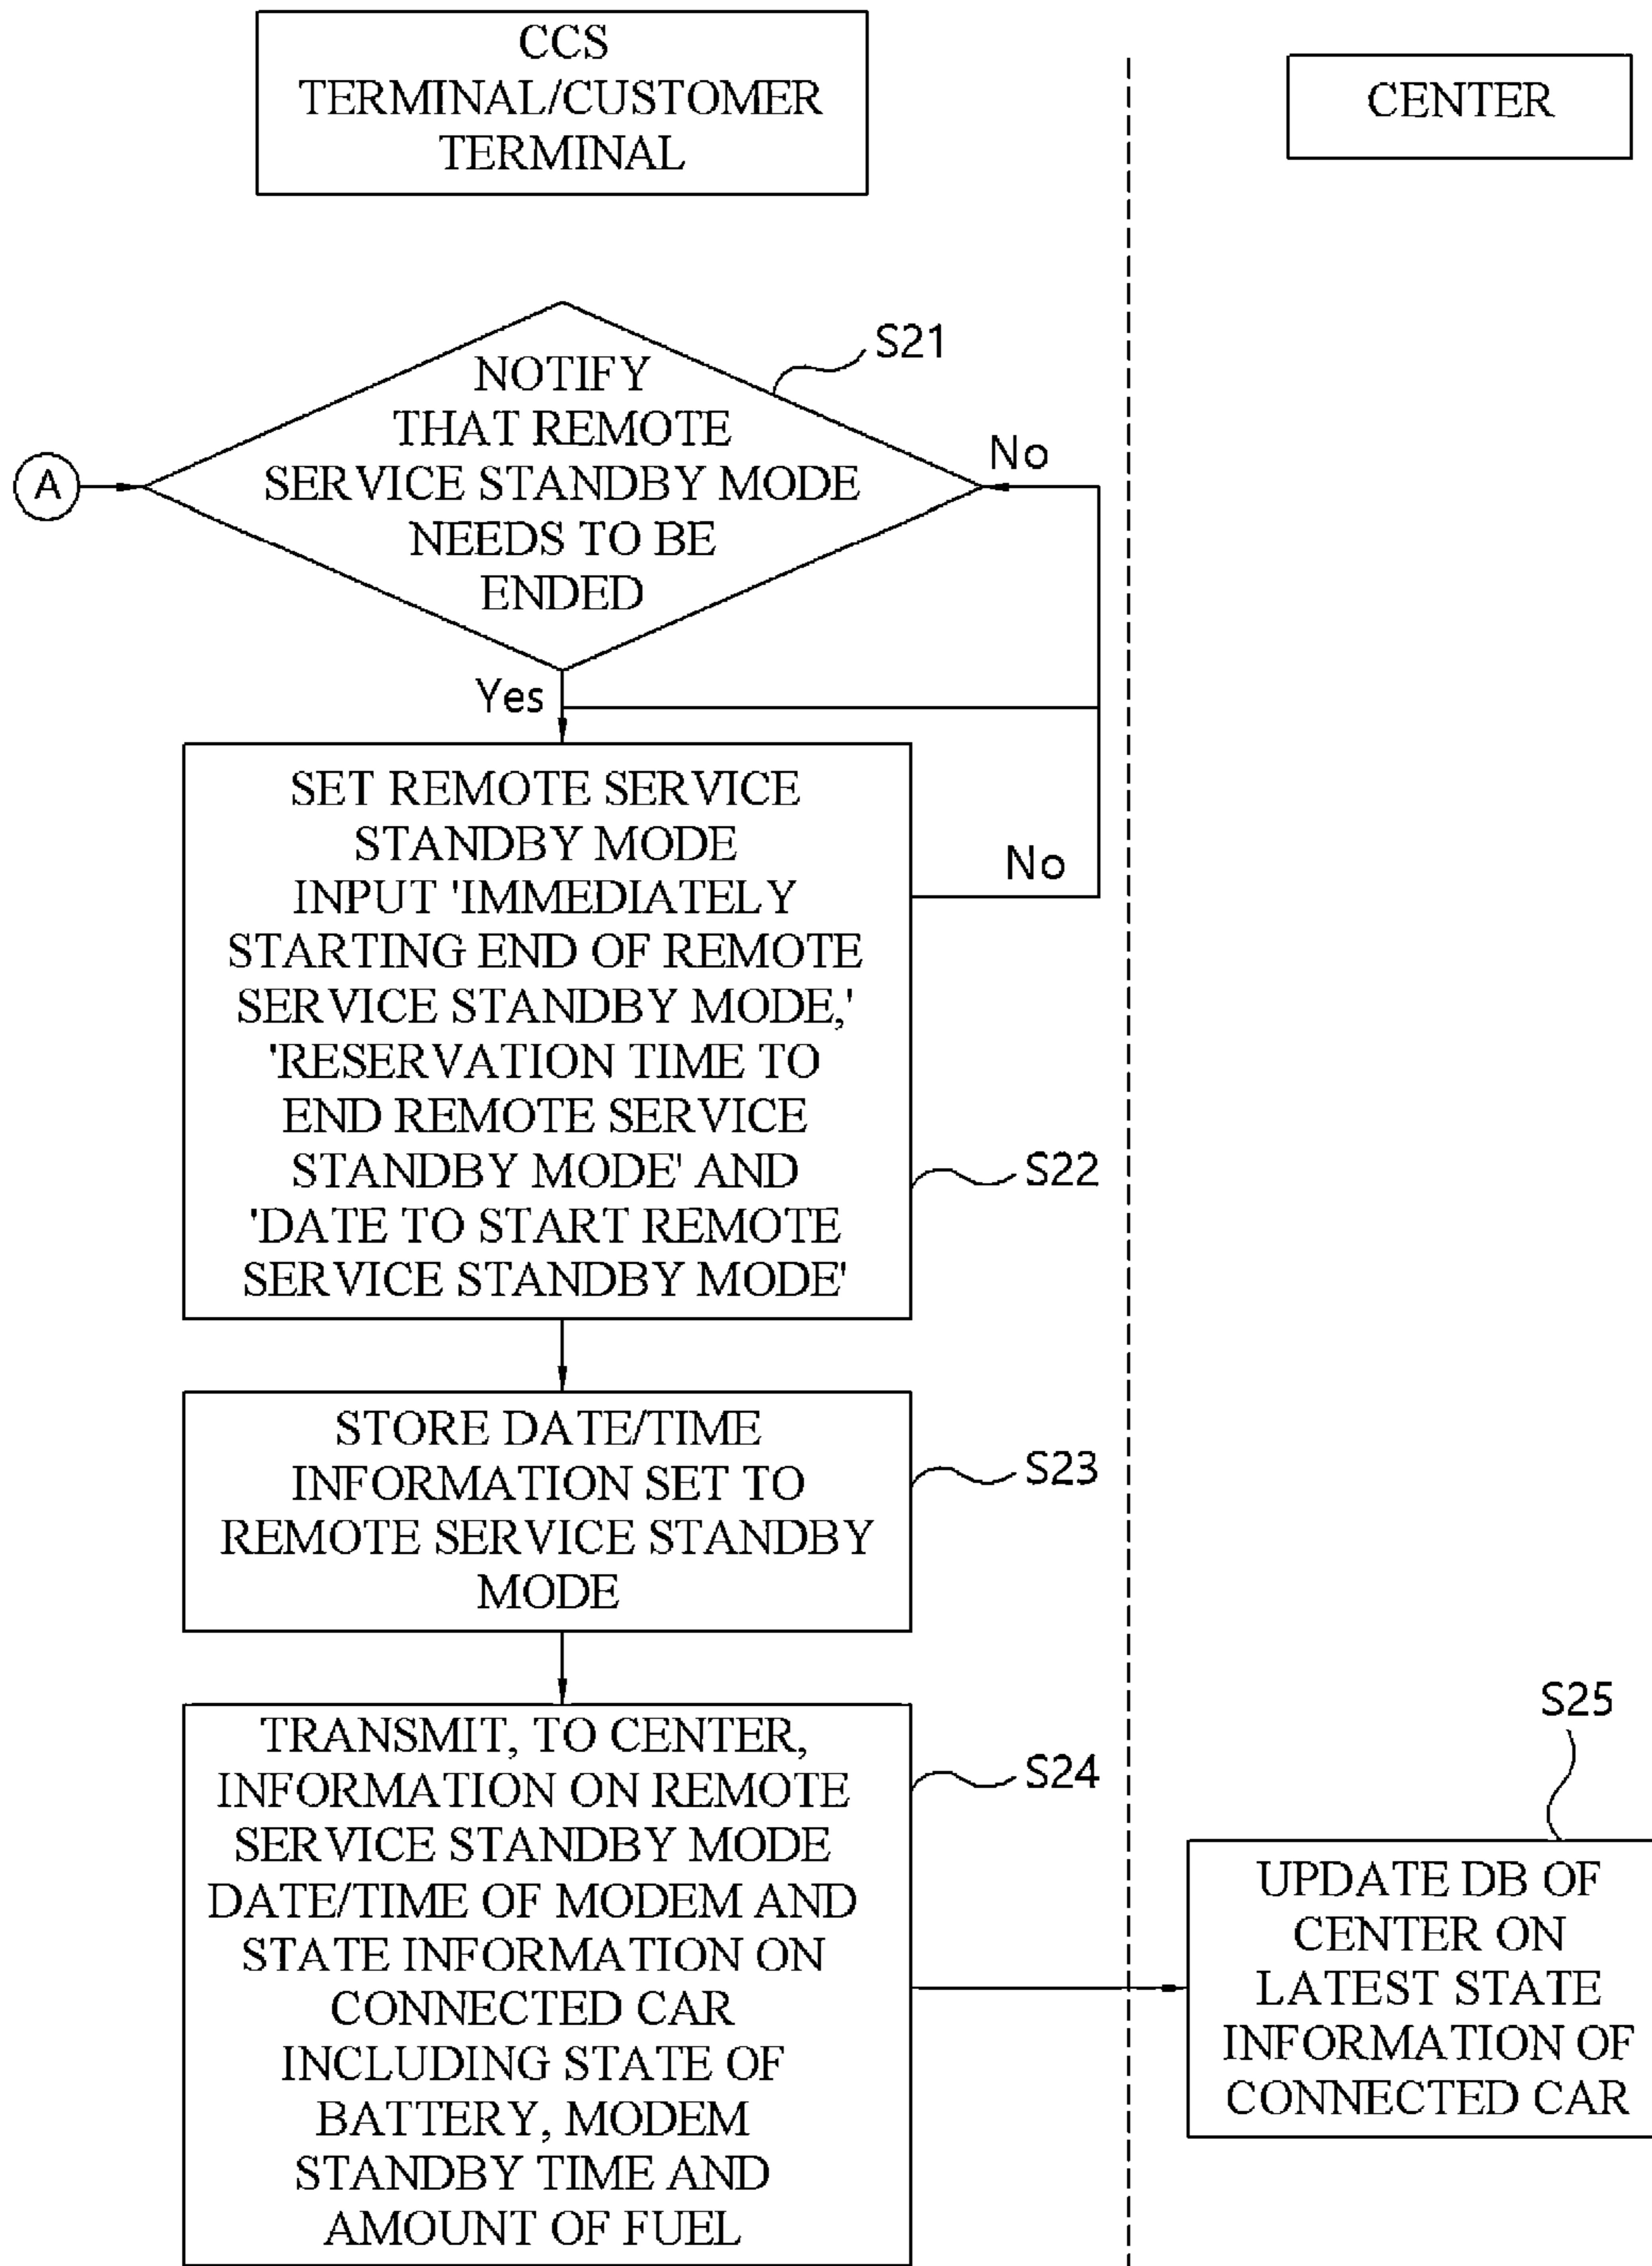 CCS
TERMINAL/CUSTOMER
TERMINAL
CENTER
S21
NOTIFY
THAT REMOTE
SERVICE STANDBY MODE
NEEDS TO BE
ENDED
A
No
Yes
SET REMOTE SERVICE
STANDBY MODE
INPUT 'IMMEDIATELY
STARTING END OF REMOTE
SERVICE STANDBY MODE,'
'RESERVATION TIME TO
END REMOTE SERVICE
STANDBY MODE' AND
'DATE TO START REMOTE
SERVICE STANDBY MODE'
No
S22
STORE DATE/TIME
INFORMATION SET TO
REMOTE SERVICE STANDBY
MODE
S23
TRANSMIT, TO CENTER,
INFORMATION ON REMOTE
SERVICE STANDBY MODE
DATE/TIME OF MODEM AND
STATE INFORMATION ON
CONNECTED CAR
INCLUDING STATE OF
BATTERY, MODEM
STANDBY TIME AND
AMOUNT OF FUEL
S24
S25
UPDATE DB OF
CENTER ON
LATEST STATE
INFORMATION OF
CONNECTED CAR